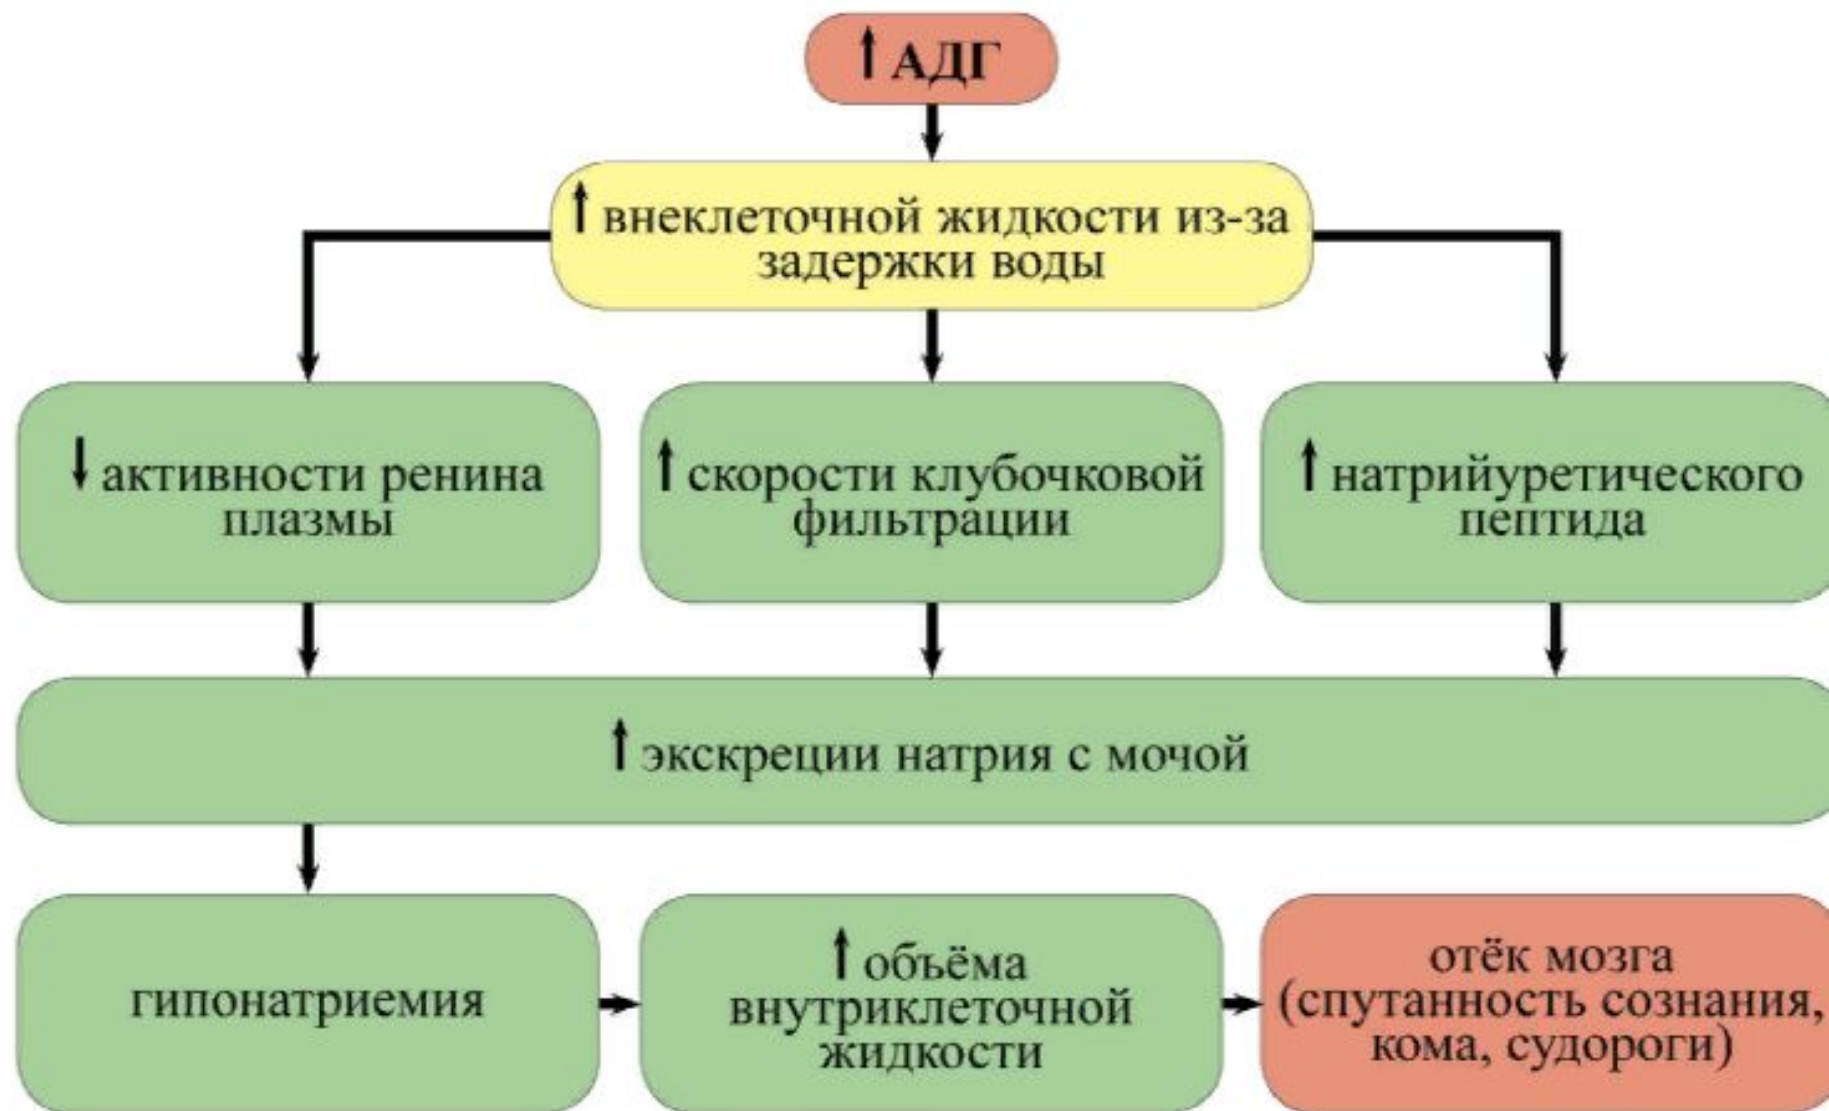 ↑ АДГ
↑ внеклеточной жидкости из-за
задержки воды
↓ активности ренина
плазмы
↑ скорости клубочковой
фильтрации
↑ натрийуретического
пептида
↑ экскреции натрия с мочой
гипонатриемия
↑ объёма
внутриклеточной
жидкости
отёк мозга
(спутанность сознания,
кома, судороги)